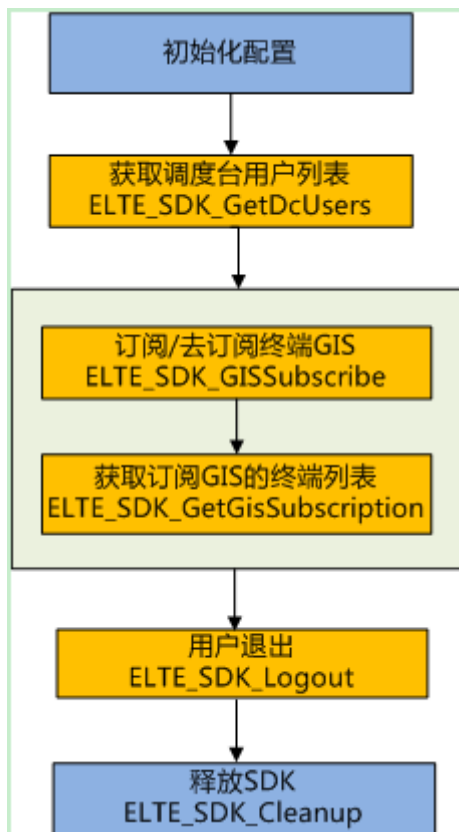 初始化配置
获取调度台用户列表
ELTE_SDK_GetDcUsers
订阅/去订阅终端GIS
ELTE_SDK_GISSubscribe
获取订阅GIS的终端列表
ELTE_SDK_GetGisSubscription
用户退出
ELTE_SDK_Logout
释放SDK
ELTE_SDK_Cleanup